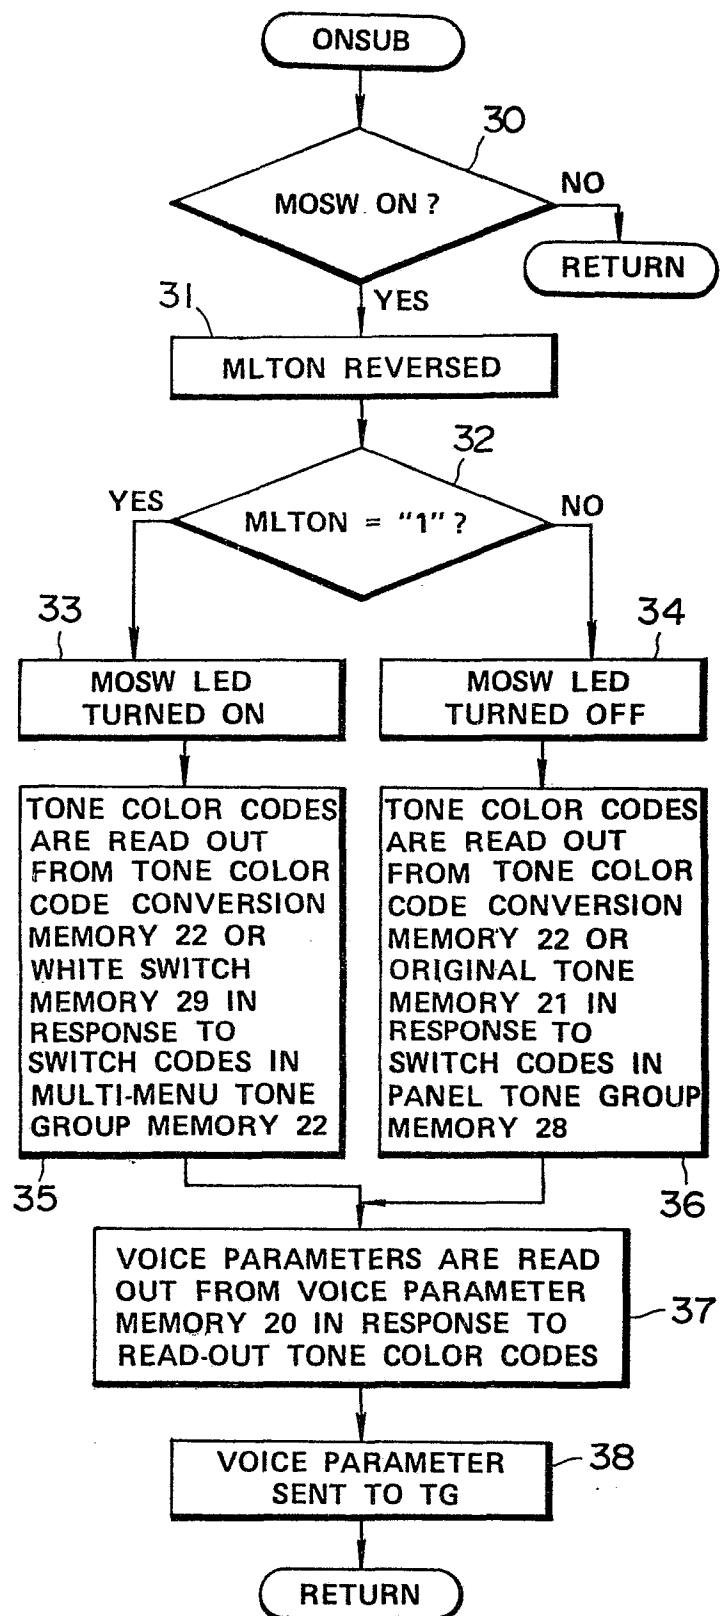 ONSUB
30
MOSW ON?
NO
RETURN
YES
31
MLTON REVERSED
32
YES
MLTON = "1"?
NO
33
34
MOSW LED
TURNED ON
MOSW LED
TURNED OFF
TONE COLOR CODES
ARE READ OUT
FROM TONE COLOR
CODE CONVERSION
MEMORY 22 OR
WHITE SWITCH
MEMORY 29 IN
RESPONSE TO
SWITCH CODES IN
MULTI-MENU TONE
GROUP MEMORY 22
35
TONE COLOR CODES
ARE READ OUT
FROM TONE COLOR
CODE CONVERSION
MEMORY 22 OR
ORIGINAL TONE
MEMORY 21 IN
RESPONSE TO
SWITCH CODES IN
PANEL TONE GROUP
MEMORY 28
36
VOICE PARAMETERS ARE READ
OUT FROM VOICE PARAMETER
MEMORY 20 IN RESPONSE TO
READ-OUT TONE COLOR CODES
37
VOICE PARAMETER
SENT TO TG
38
RETURN